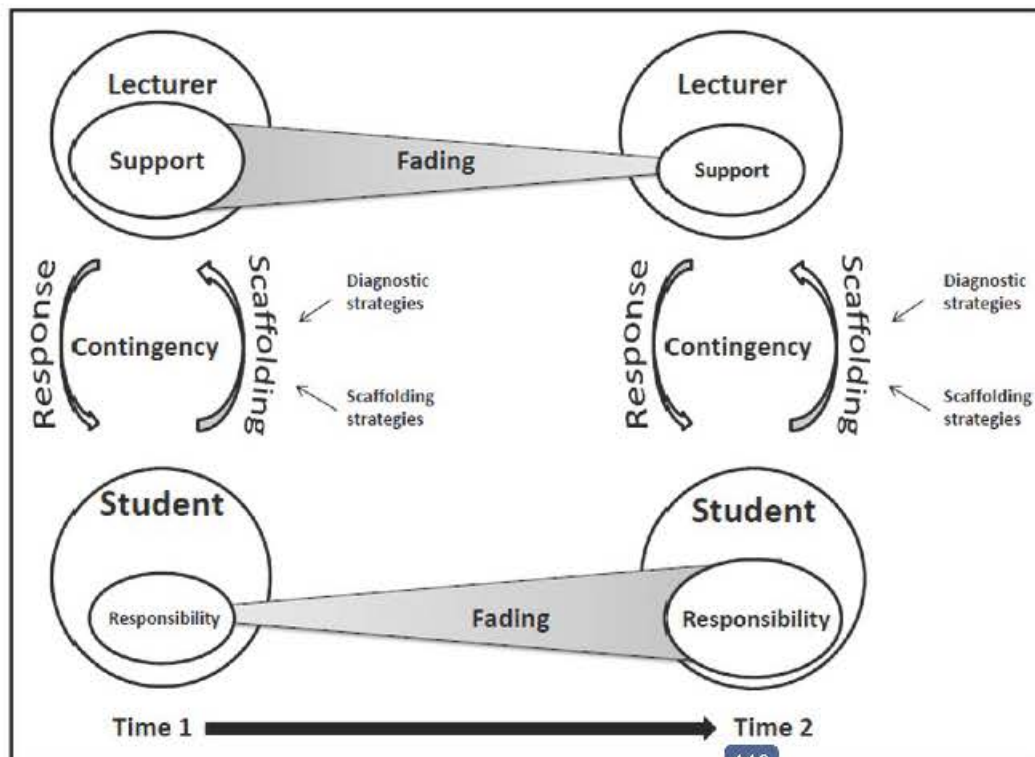 Lecturer
Support
Fading
Lecturer
Support
Response
Contingency
Scaffolding
Diagnostic
strategies
Scaffolding
strategies
Response
Contingency
Scaffolding
Diagnostic
strategies
Scaffolding
strategies
Student
Responsibility
Fading
Student
Responsibility
Time 1
Time 2